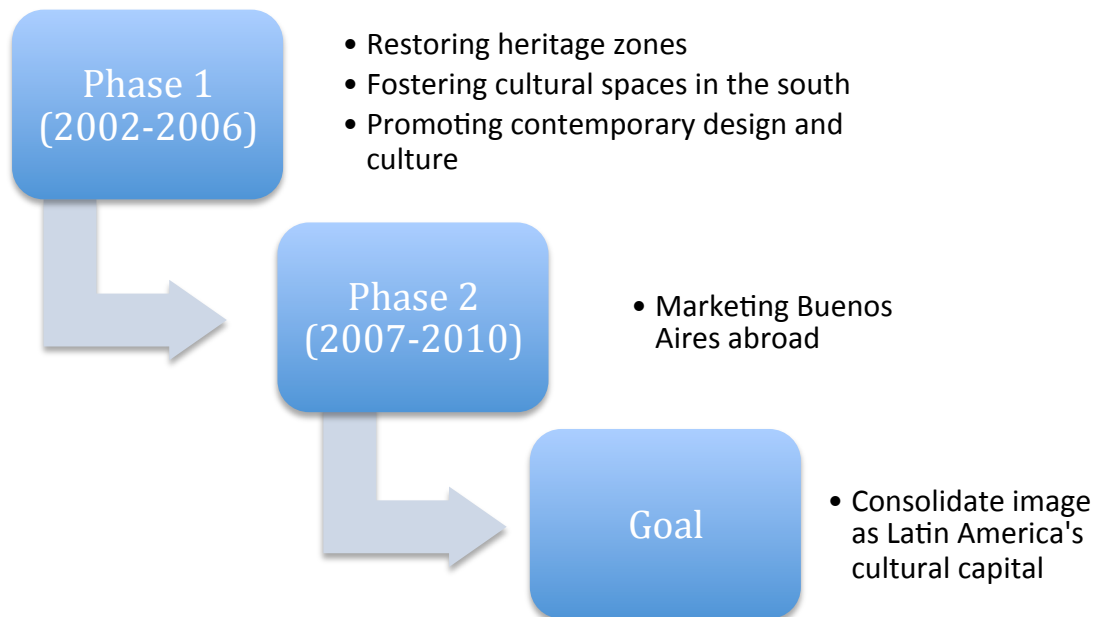 Phase 1
(2002-2006)
• Restoring heritage zones
• Fostering cultural spaces in the south
• Promoting contemporary design and
culture
Phase 2
(2007-2010)
• Marketing Buenos
Aires abroad
Goal
• Consolidate image
as Latin America's
cultural capital